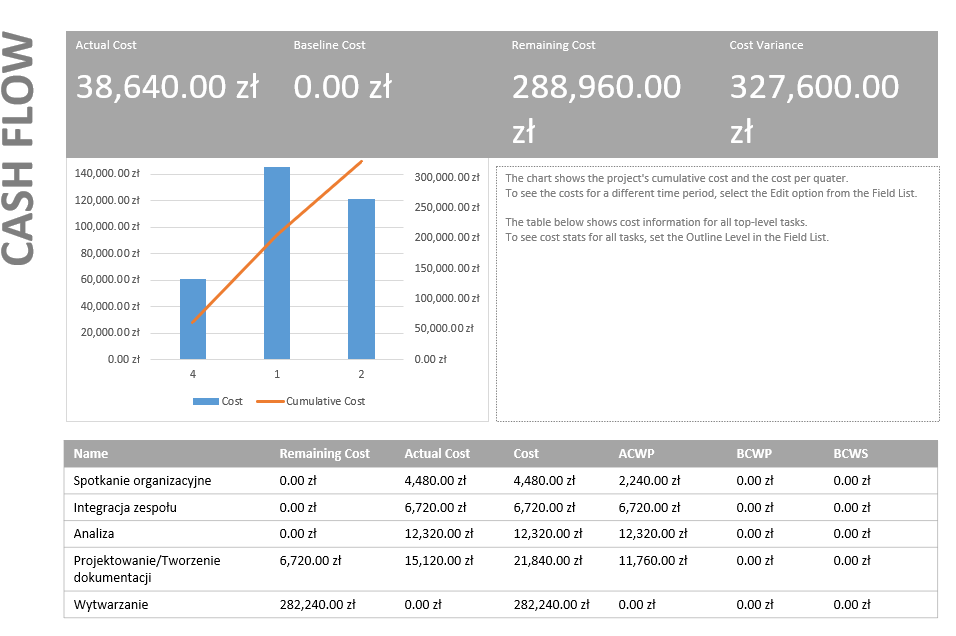 CASH FLOW
Actual Cost Baseline Cost Remaining Cost Cost Variance
38,640.00 zł 0.00 zł 288,960.00 zł 327,600.00 zł
140,000.00 zł
120,000.00 zł
100,000.00 zł
80,000.00 zł
60,000.00 zł
40,000.00 zł
20,000.00 zł
0.00 zł
300,000.00 zł
250,000.00 zł
200,000.00 zł
150,000.00 zł
100,000.00 zł
50,000.00 zł
0.00 zł
4 1 2
Cost Cumulative Cost
The chart shows the project's cumulative cost and the cost per quater.
To see the costs for a different time period, select the Edit option from the Field List.
The table below shows cost information for all top-level tasks.
To see cost stats for all tasks, set the Outline Level in the Field List.
Name Remaining Cost Actual Cost Cost ACWP BCWP BCWS
Spotkanie organizacyjne 0.00 zł 4,480.00 zł 4,480.00 zł 2,240.00 zł 0.00 zł 0.00 zł
Integracja zespołu 0.00 zł 6,720.00 zł 6,720.00 zł 6,720.00 zł 0.00 zł 0.00 zł
Analiza 0.00 zł 12,320.00 zł 12,320.00 zł 12,320.00 zł 0.00 zł 0.00 zł
Projektowanie/Tworzenie 6,720.00 zł 15,120.00 zł 21,840.00 zł 11,760.00 zł 0.00 zł 0.00 zł
dokumentacji
Wytwarzanie 282,240.00 zł 0.00 zł 282,240.00 zł 0.00 zł 0.00 zł 0.00 zł